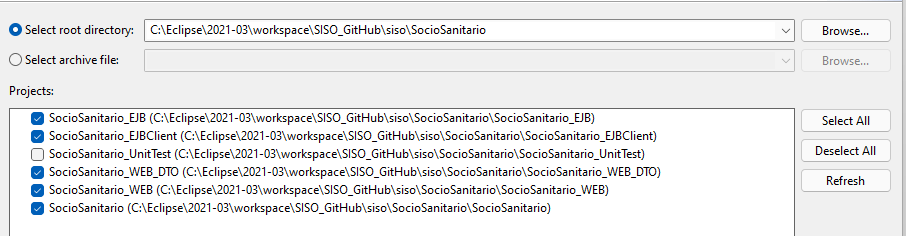 Select root directory: C:\Eclipse\2021-03\workspace\SISO_GitHub\siso\SocioSanitario Browse...
Select archive file: Browse...
Projects:
SocioSanitario_EJB (C:\Eclipse\2021-03\workspace\SISO_GitHub\siso\SocioSanitario\SocioSanitario_EJB) Select All
SocioSanitario_EJBClient (C:\Eclipse\2021-03\workspace\SISO_GitHub\siso\SocioSanitario\SocioSanitario_EJBClient)
SocioSanitario_UnitTest (C:\Eclipse\2021-03\workspace\SISO_GitHub\siso\SocioSanitario\SocioSanitario_UnitTest) Deselect All
SocioSanitario_WEB_DTO (C:\Eclipse\2021-03\workspace\SISO_GitHub\siso\SocioSanitario\SocioSanitario_WEB_DTO)
SocioSanitario_WEB (C:\Eclipse\2021-03\workspace\SISO_GitHub\siso\SocioSanitario\SocioSanitario_WEB) Refresh
SocioSanitario (C:\Eclipse\2021-03\workspace\SISO_GitHub\siso\SocioSanitario\SocioSanitario)